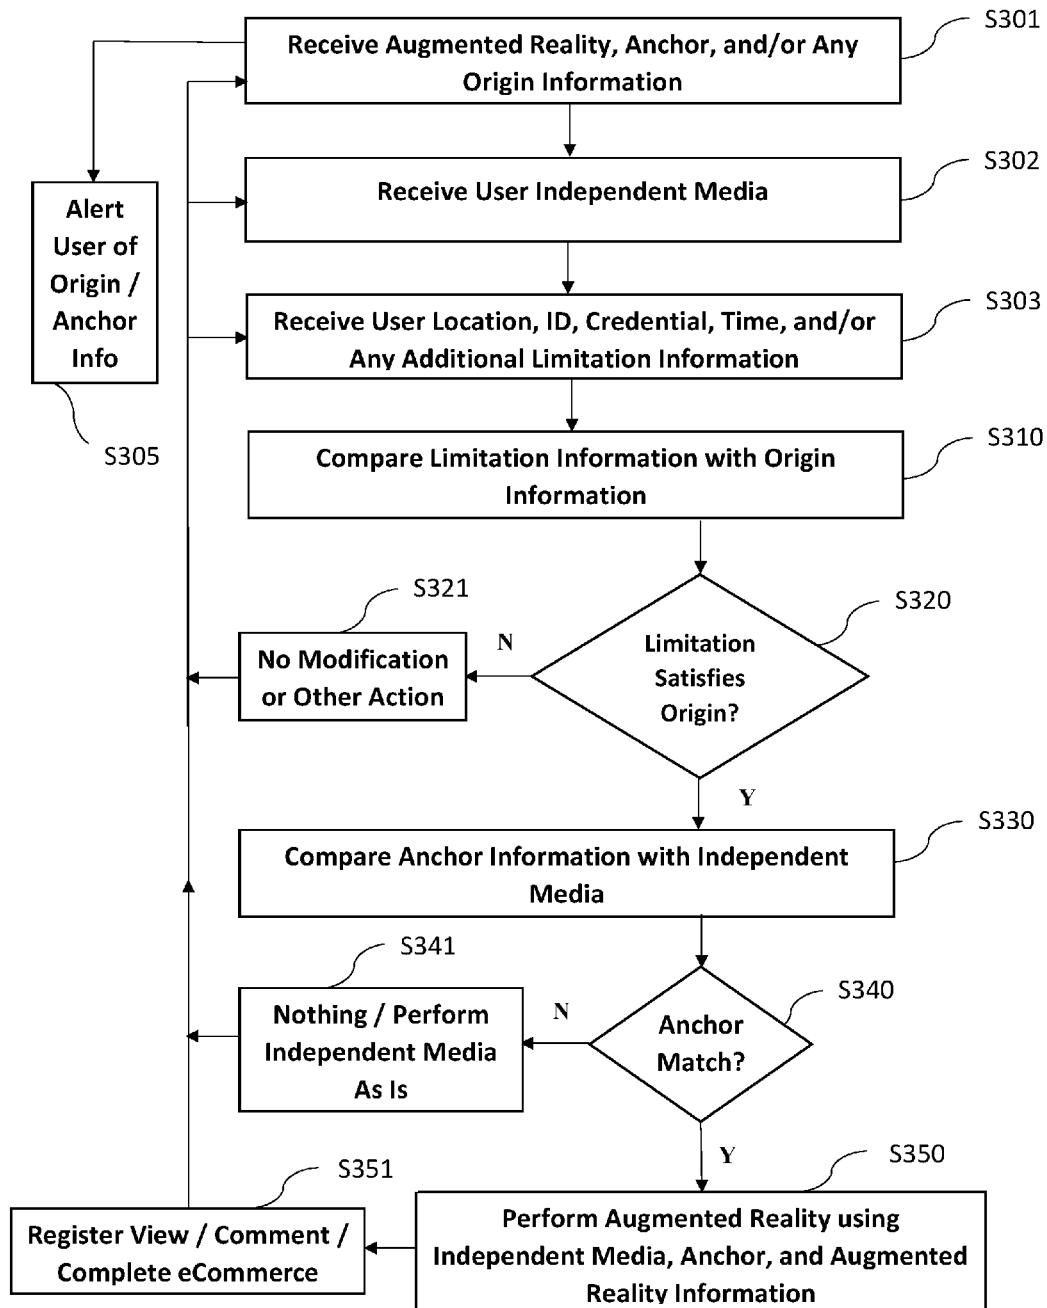 S301
Receive Augmented Reality, Anchor, and/or Any
Origin Information
S302
Receive User Independent Media
Alert
User of
Origin /
Anchor
Info
S305
S303
Receive User Location, ID, Credential, Time, and/or
Any Additional Limitation Information
S310
Compare Limitation Information with Origin
Information
S320
Limitation
Satisfies
Origin?
N
S321
No Modification
or Other Action
Y
S330
Compare Anchor Information with Independent
Media
S340
Anchor
Match?
N
S341
Nothing / Perform
Independent Media
As Is
Y
S350
Perform Augmented Reality using
Independent Media, Anchor, and Augmented
Reality Information
S351
Register View / Comment /
Complete eCommerce